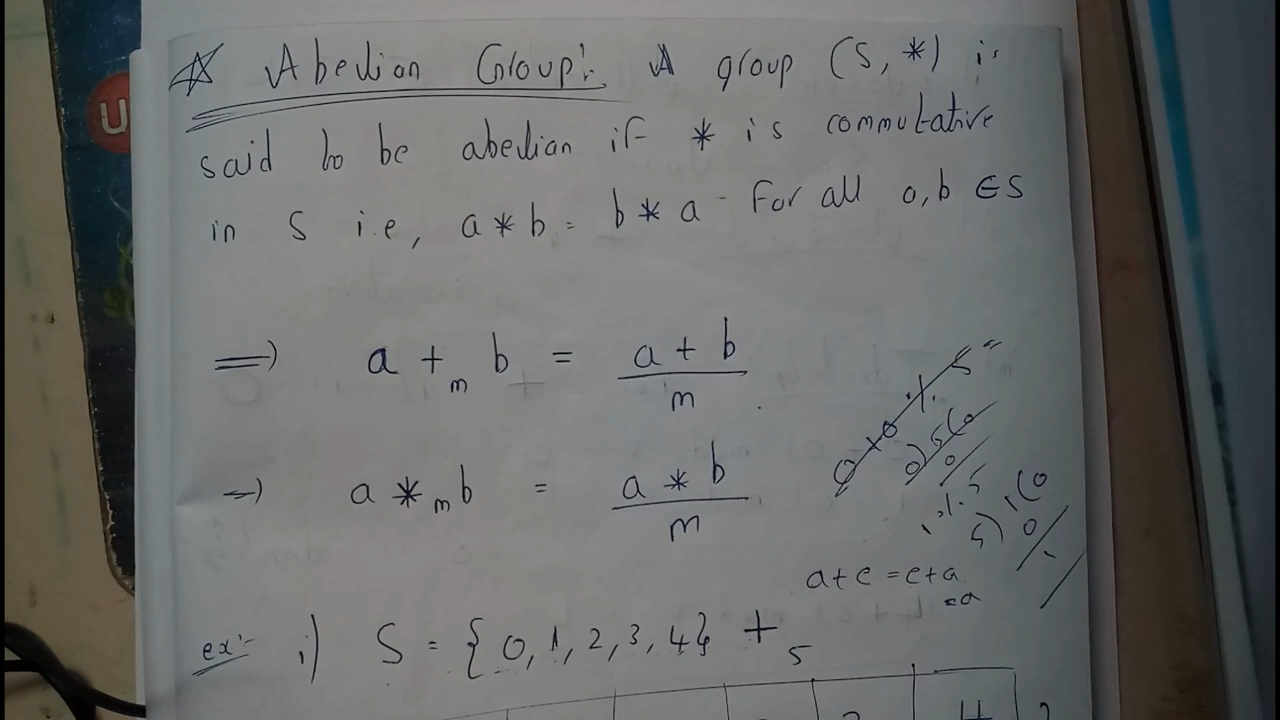 Abelian Group:- A group (S, *) is
said to be abelian if * is commutative
in S i.e, a * b = b * a for all a, b ∈ S
=> a +m b = a + b / m
=> a *m b = a * b / m
a + e = e + a
= a
ex:- i) S = {0, 1, 2, 3, 4} +5
4
U